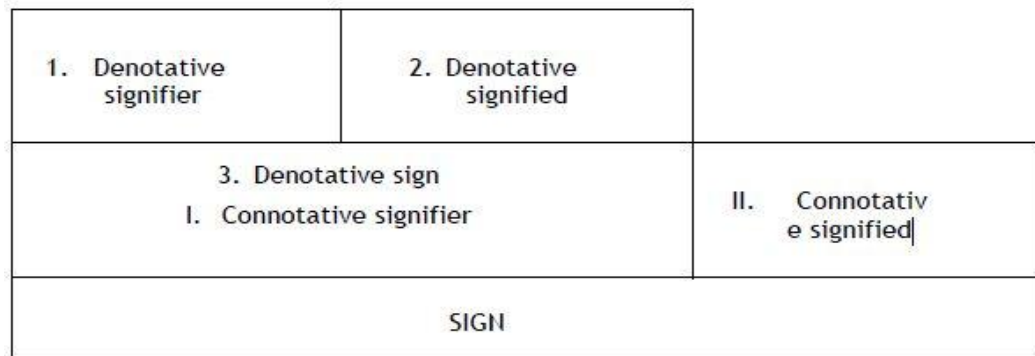 1. Denotative
signifier
2. Denotative
signified
3. Denotative sign
I. Connotative signifier
II. Connotativ
e signified
SIGN